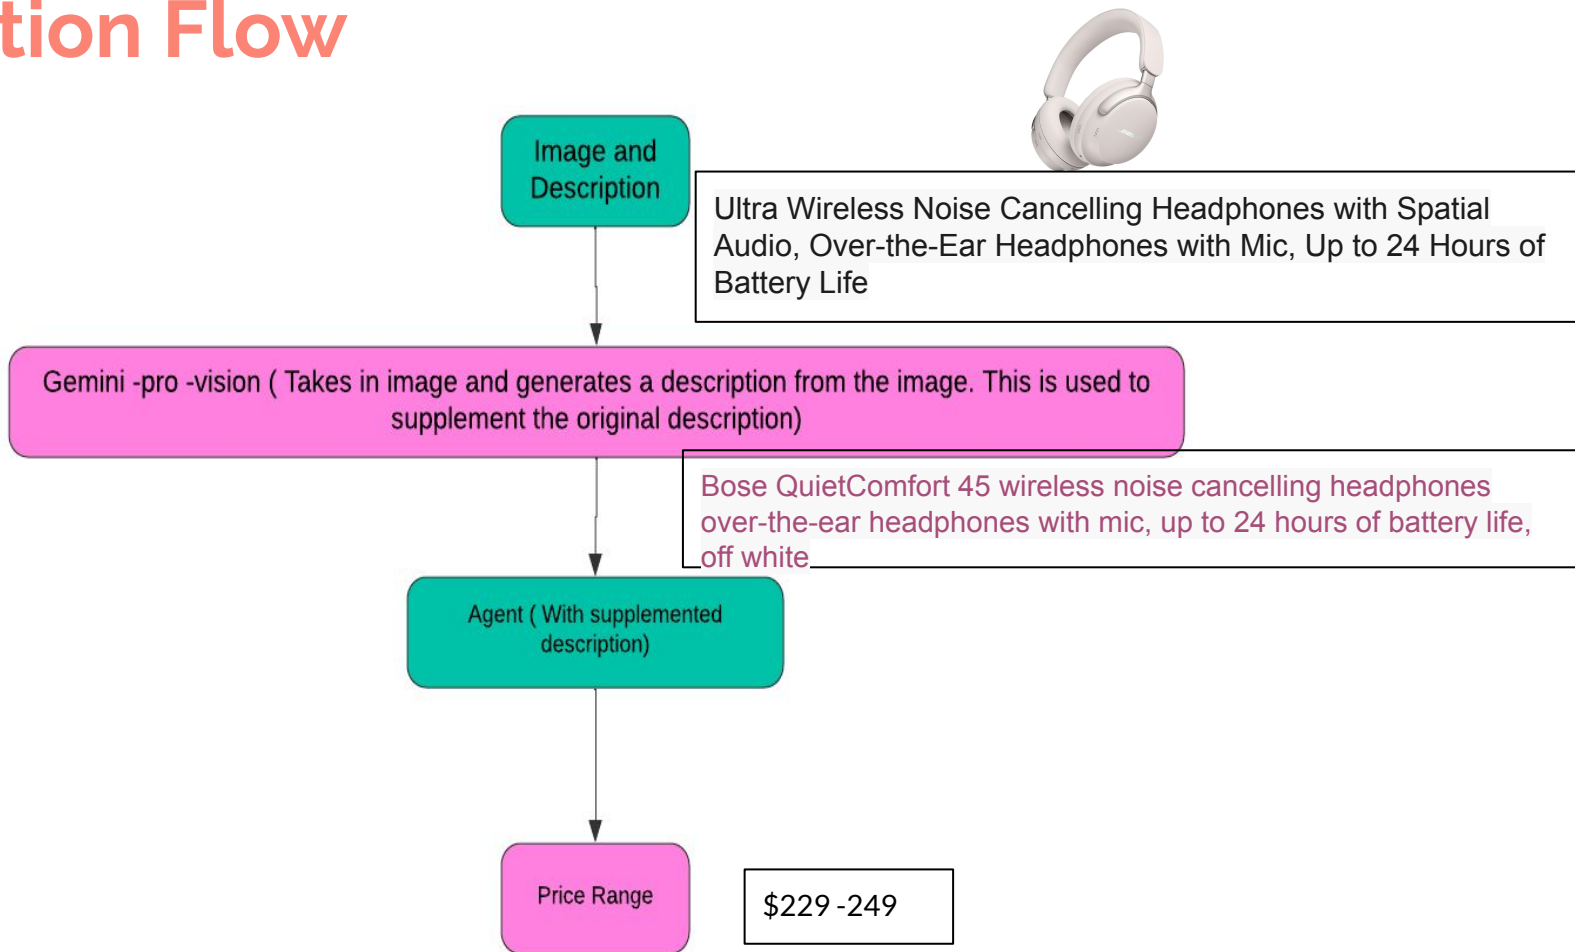 tion Flow
Image and
Description
Ultra Wireless Noise Cancelling Headphones with Spatial
Audio, Over-the-Ear Headphones with Mic, Up to 24 Hours of
Battery Life
Gemini -pro -vision ( Takes in image and generates a description from the image. This is used to
supplement the original description)
Bose QuietComfort 45 wireless noise cancelling headphones
over-the-ear headphones with mic, up to 24 hours of battery life,
off white
Agent ( With supplemented
description)
Price Range
$229 -249